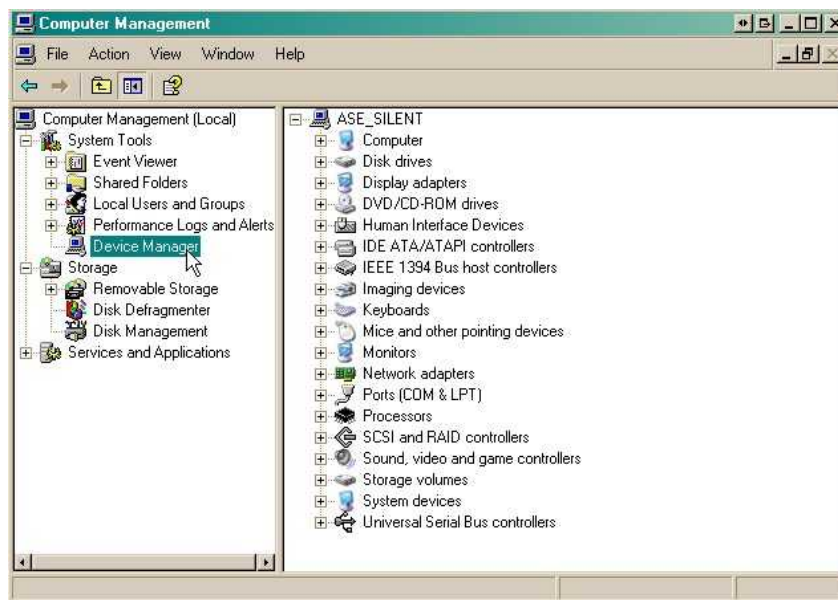 Computer Management
File Action View Window Help
Computer Management (Local)
System Tools
Event Viewer
Shared Folders
Local Users and Groups
Performance Logs and Alerts
Device Manager
Storage
Removable Storage
Disk Defragmenter
Disk Management
Services and Applications
ASE_SILENT
Computer
Disk drives
Display adapters
DVD/CD-ROM drives
Human Interface Devices
IDE ATA/ATAPI controllers
IEEE 1394 Bus host controllers
Imaging devices
Keyboards
Mice and other pointing devices
Monitors
Network adapters
Ports (COM & LPT)
Processors
SCSI and RAID controllers
Sound, video and game controllers
Storage volumes
System devices
Universal Serial Bus controllers